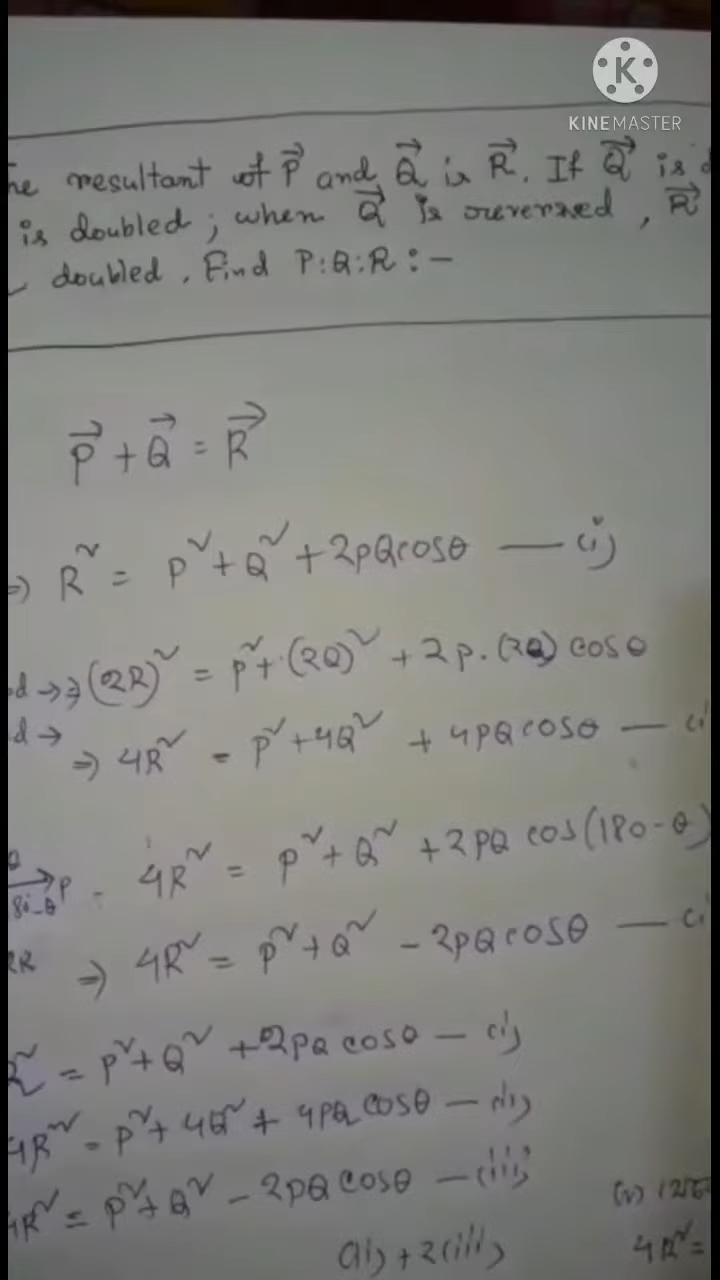 KINEMASTER
resultant of P⃗ and Q⃗ is R⃗. If Q⃗ is
is doubled; when Q⃗ is reversed, R⃗
doubled. Find P:Q:R :-
P⃗ + Q⃗ = R⃗
⇒ R² = P² + Q² + 2PQcosθ — (i)
(2R)² = P² + (2Q)² + 2P.(2Q) cosθ
⇒ 4R² = P² + 4Q² + 4PQcosθ —
4R² = P² + Q² + 2PQ cos(180-θ)
⇒ 4R² = P² + Q² - 2PQcosθ —
= P² + Q² + 2PQ cosθ — (i)
4R² = P² + 4Q² + 4PQ cosθ — (ii)
4R² = P² + Q² - 2PQ cosθ — (iii)
(ii) + 2(iii)
4R² =